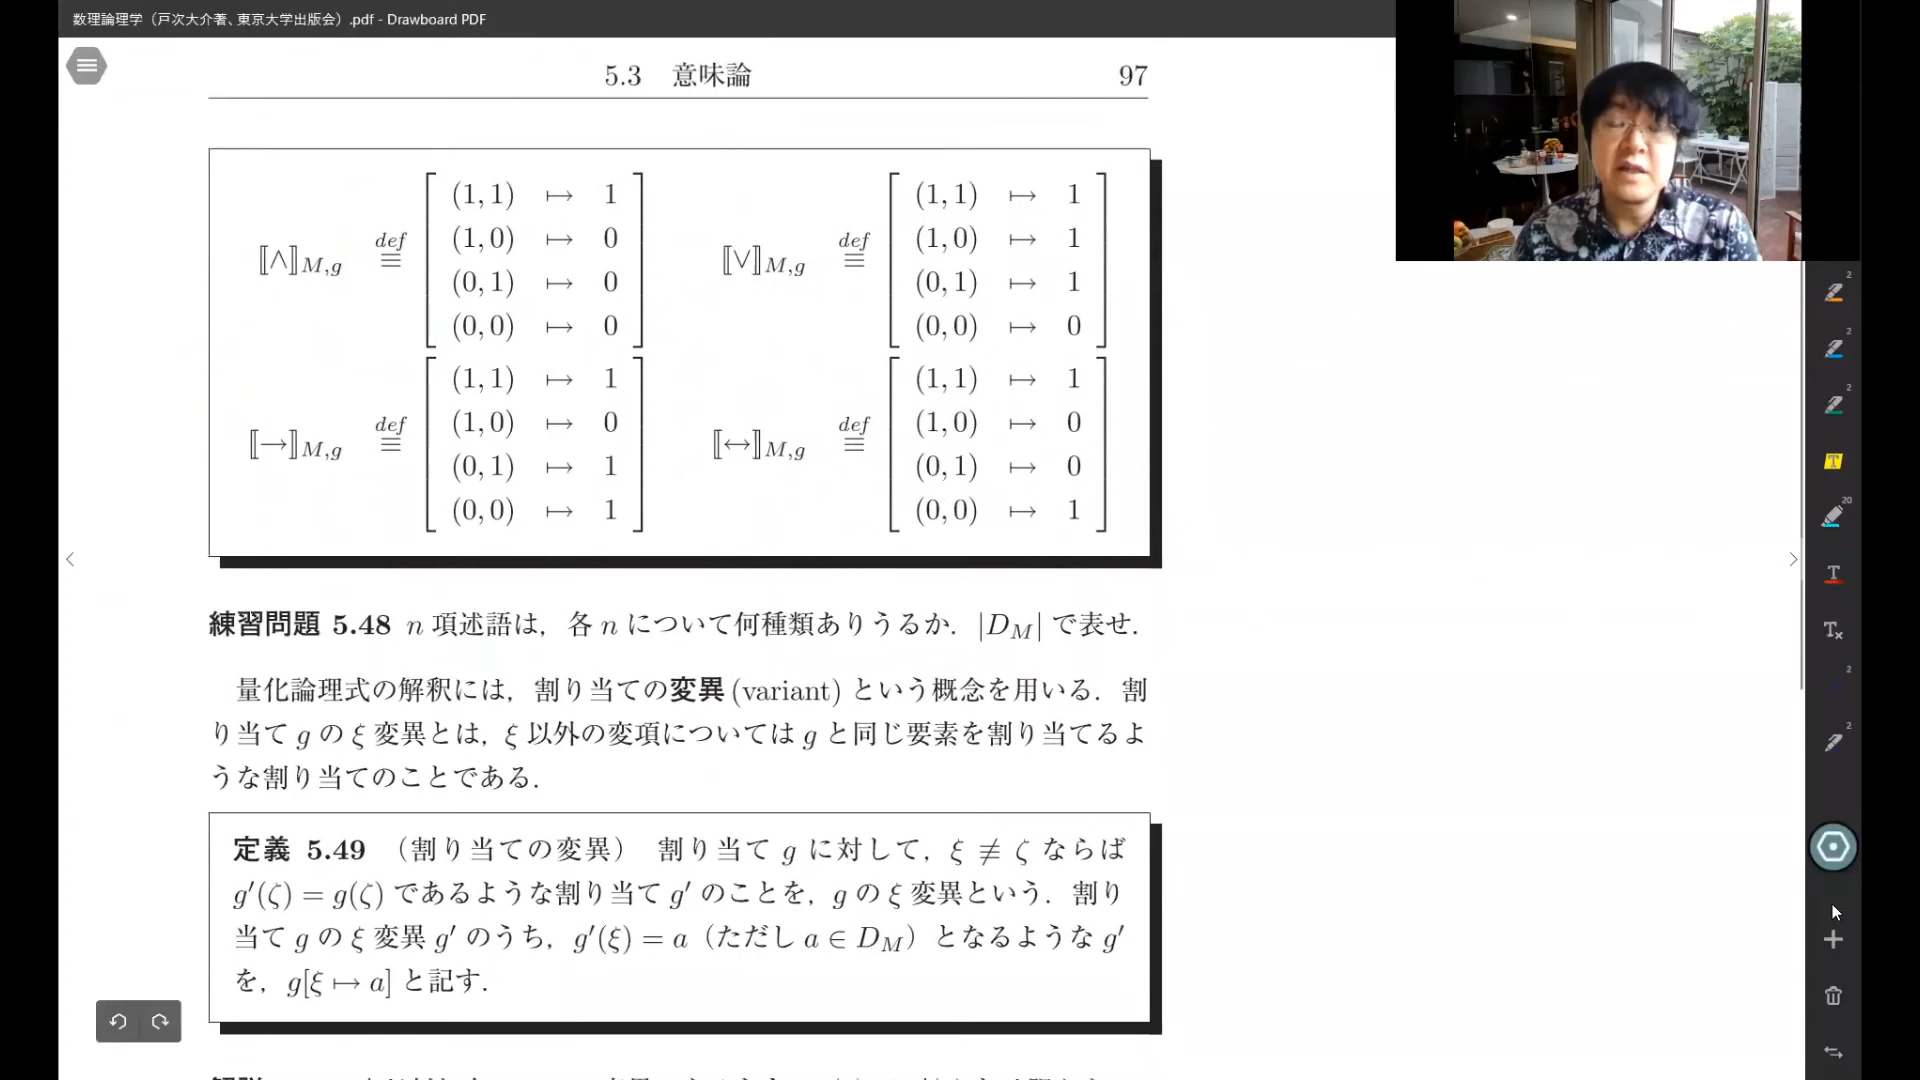 数理論理学（戸次大介著、東京大学出版会）.pdf - Drawboard PDF
5.3 意味論 97
⟦∧⟧M,g def≡ [ (1,1) ↦ 1
(1,0) ↦ 0
(0,1) ↦ 0
(0,0) ↦ 0 ]
⟦∨⟧M,g def≡ [ (1,1) ↦ 1
(1,0) ↦ 1
(0,1) ↦ 1
(0,0) ↦ 0 ]
⟦→⟧M,g def≡ [ (1,1) ↦ 1
(1,0) ↦ 0
(0,1) ↦ 1
(0,0) ↦ 1 ]
⟦↔⟧M,g def≡ [ (1,1) ↦ 1
(1,0) ↦ 0
(0,1) ↦ 0
(0,0) ↦ 1 ]
練習問題 5.48 n 項述語は，各 n について何種類ありうるか．|D_M| で表せ．
量化論理式の解釈には，割り当ての変異 (variant) という概念を用いる．割
り当て g の ξ 変異とは，ξ 以外の変項については g と同じ要素を割り当てるよ
うな割り当てのことである．
定義 5.49 （割り当ての変異） 割り当て g に対して，ξ ≢ ζ ならば
g′(ζ) = g(ζ) であるような割り当て g′ のことを，g の ξ 変異という．割り
当て g の ξ 変異 g′ のうち，g′(ξ) = a（ただし a ∈ D_M）となるような g′
を，g[ξ ↦ a] と記す．
2
2
2
T
20
T
Tx
2
2